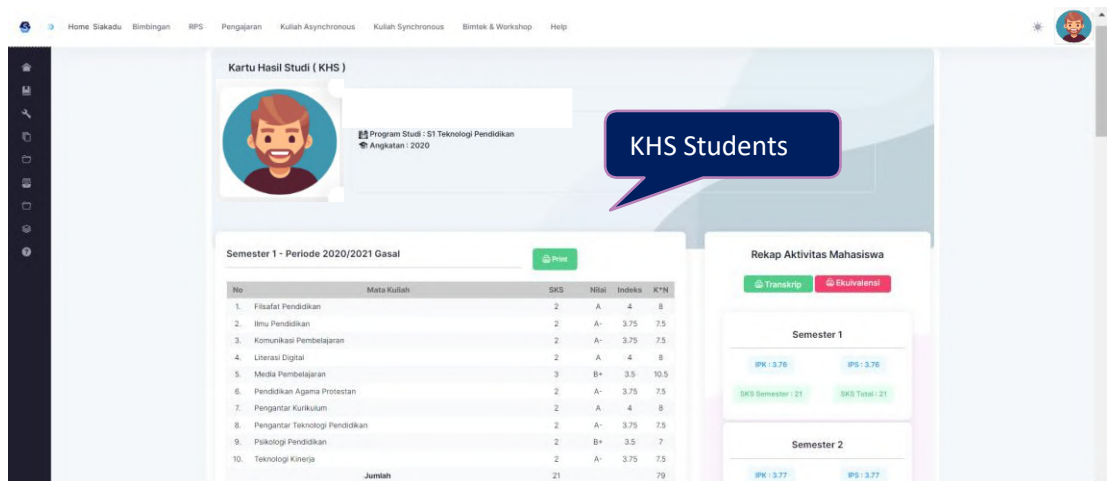 Home Siakadu Bimbingan RPS Pengajaran Kuliah Asynchronous Kuliah Synchronous Bimtek & Workshop Help
Kartu Hasil Studi ( KHS )
Program Studi : S1 Teknologi Pendidikan
Angkatan : 2020
KHS Students
Semester 1 - Periode 2020/2021 Gasal
Print
No Mata Kuliah SKS Nilai Indeks K*N
1. Filsafat Pendidikan 2 A 4 8
2. Ilmu Pendidikan 2 A- 3.75 7.5
3. Komunikasi Pembelajaran 2 A- 3.75 7.5
4. Literasi Digital 2 A 4 8
5. Media Pembelajaran 3 B+ 3.5 10.5
6. Pendidikan Agama Protestan 2 A- 3.75 7.5
7. Pengantar Kurikulum 2 A 4 8
8. Pengantar Teknologi Pendidikan 2 A- 3.75 7.5
9. Psikologi Pendidikan 2 B+ 3.5 7
10. Teknologi Kinerja 2 A- 3.75 7.5
Jumlah 21 79
Rekap Aktivitas Mahasiswa
Transkrip Ekuivalensi
Semester 1
IPK : 3.76 IPS : 3.76
SKS Semester : 21 SKS Total : 21
Semester 2
IPK : 3.77 IPS : 3.77